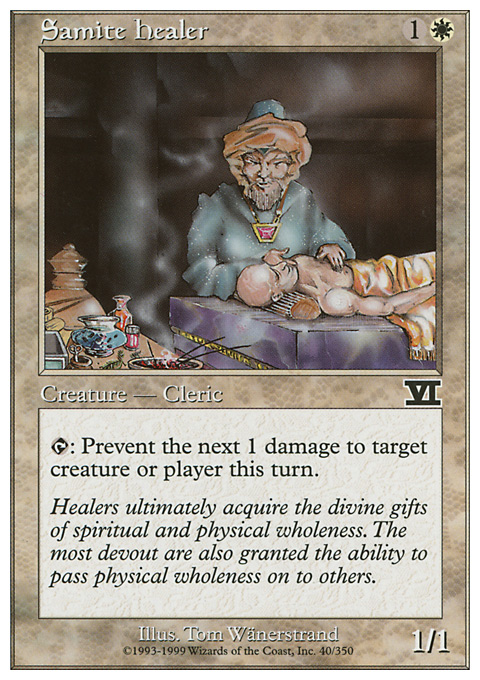 Samite Healer 1
Creature — Cleric VI
: Prevent the next 1 damage to target
creature or player this turn.
Healers ultimately acquire the divine gifts
of spiritual and physical wholeness. The
most devout are also granted the ability to
pass physical wholeness on to others.
Illus. Tom Wänerstrand
1/1
©1993-1999 Wizards of the Coast, Inc. 40/350